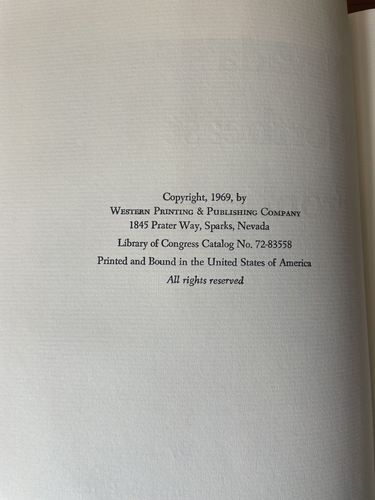 Copyright, 1969, by
Western Printing & Publishing Company
1845 Prater Way, Sparks, Nevada
Library of Congress Catalog No. 72-83558
Printed and Bound in the United States of America
All rights reserved